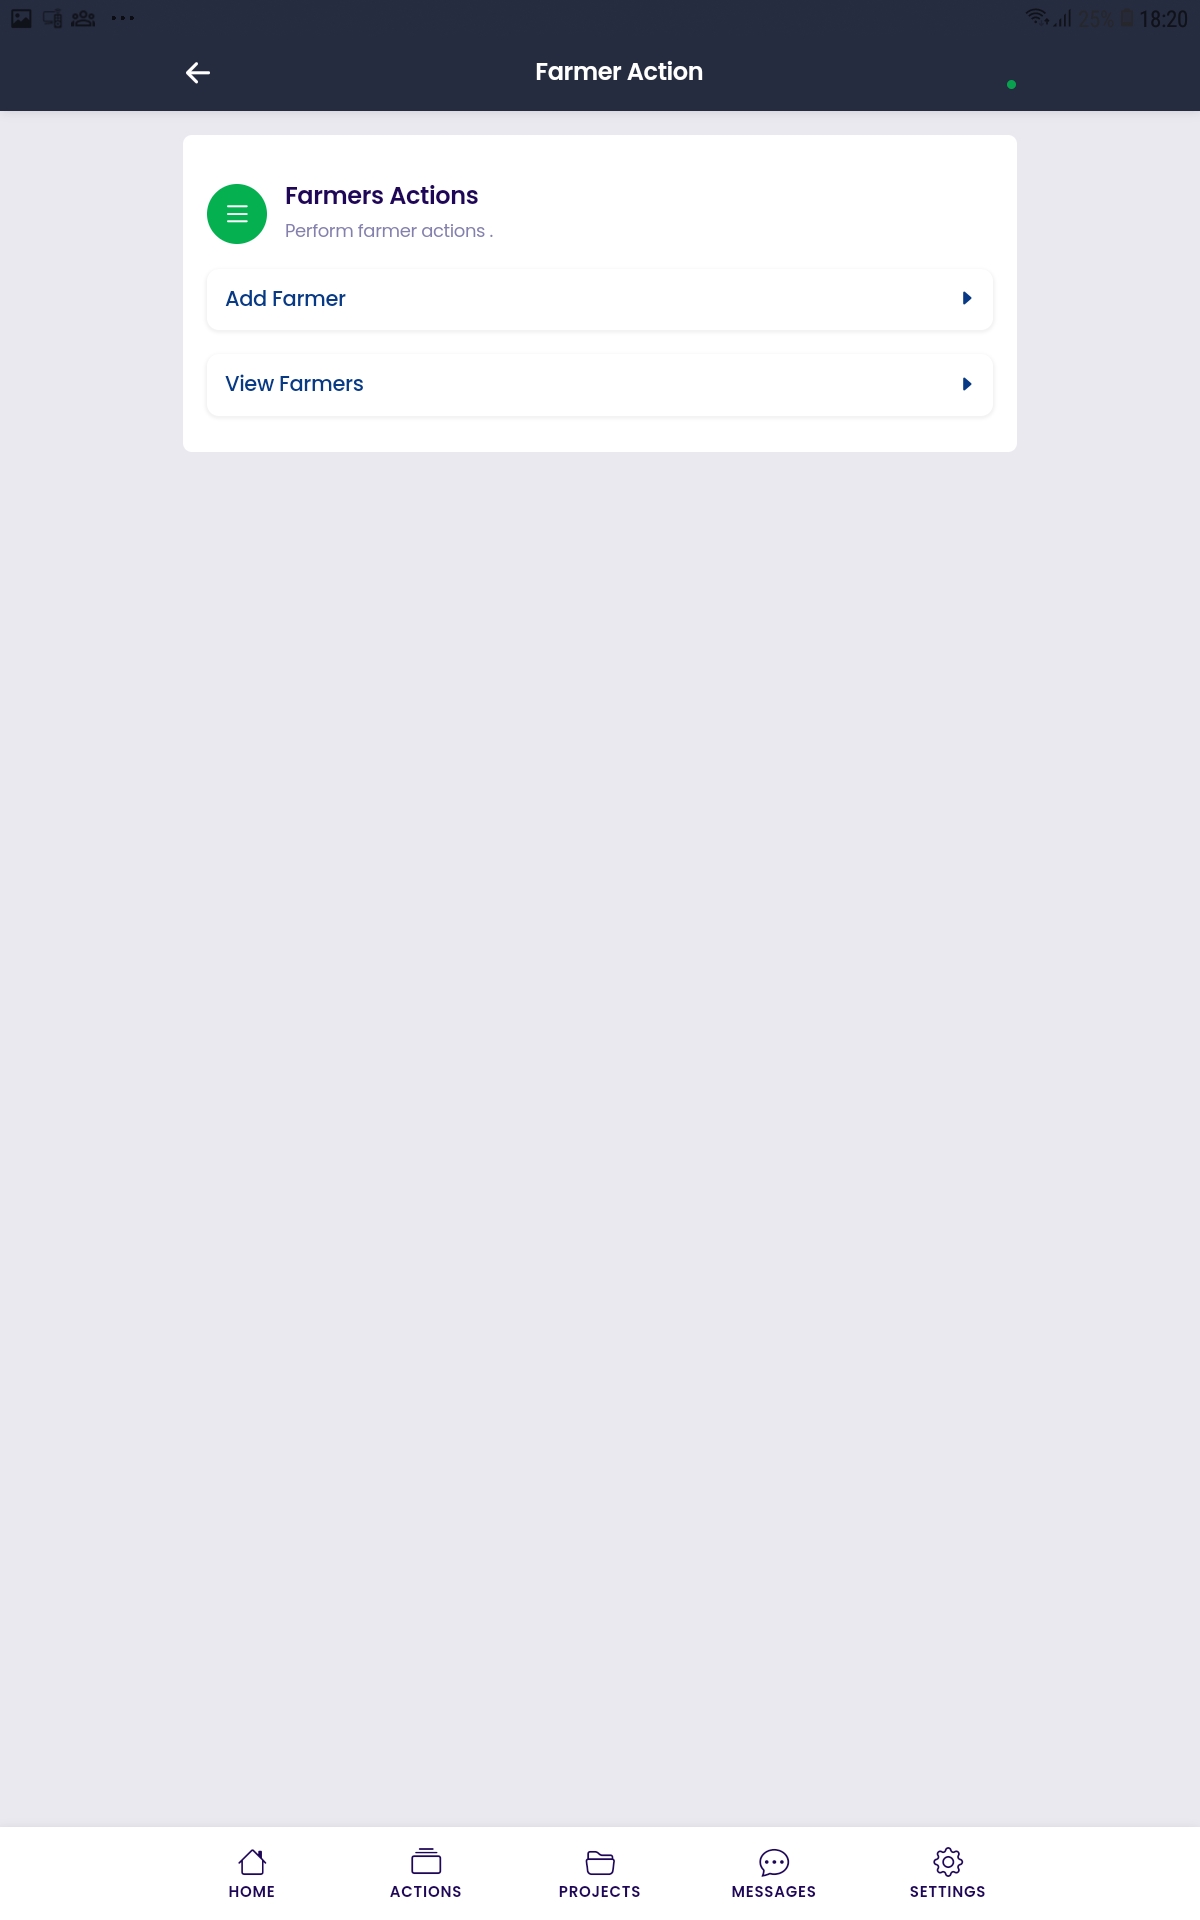 25% 18:20
Farmer Action
Farmers Actions
Perform farmer actions .
Add Farmer
View Farmers
HOME
ACTIONS
PROJECTS
MESSAGES
SETTINGS